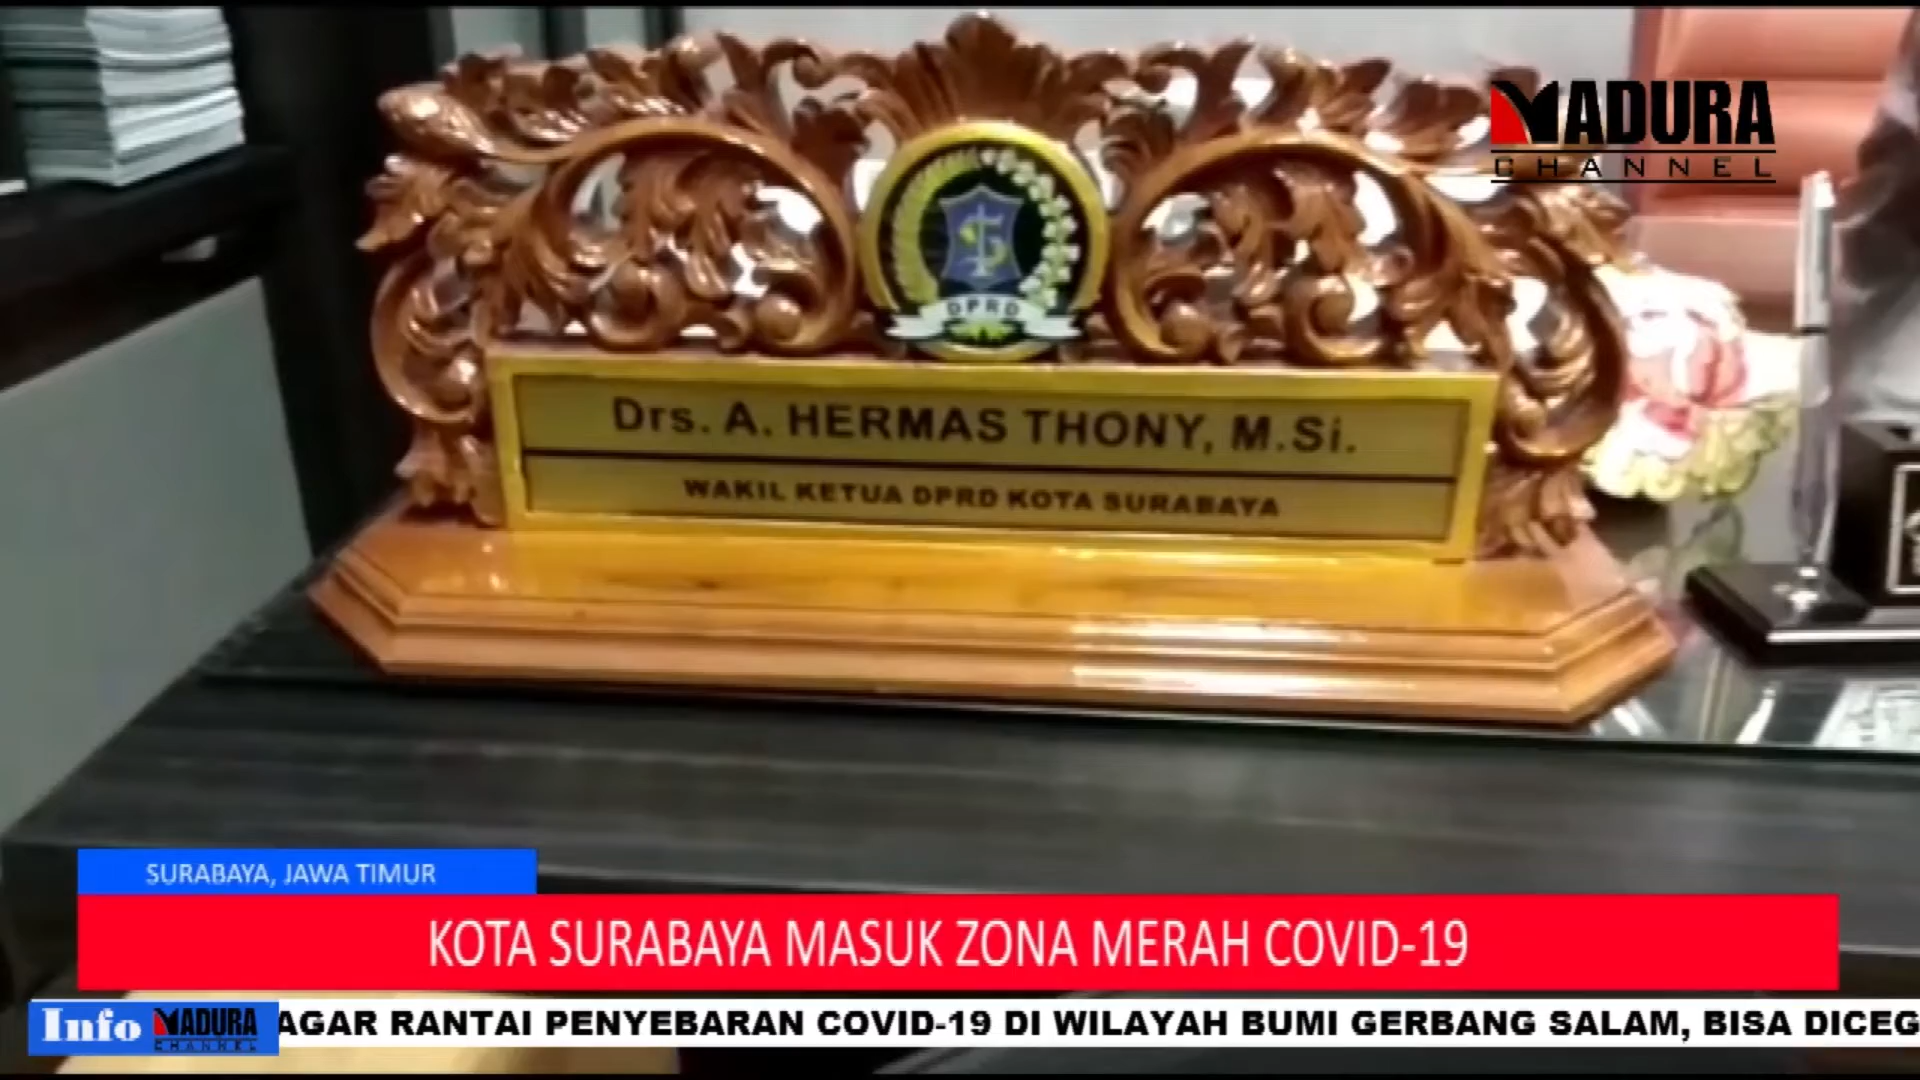 MADURA
CHANNEL
DPRD
Drs. A. HERMAS THONY, M.Si.
WAKIL KETUA DPRD KOTA SURABAYA
SURABAYA, JAWA TIMUR
KOTA SURABAYA MASUK ZONA MERAH COVID-19
Info MADURA CHANNEL
AGAR RANTAI PENYEBARAN COVID-19 DI WILAYAH BUMI GERBANG SALAM, BISA DICEG